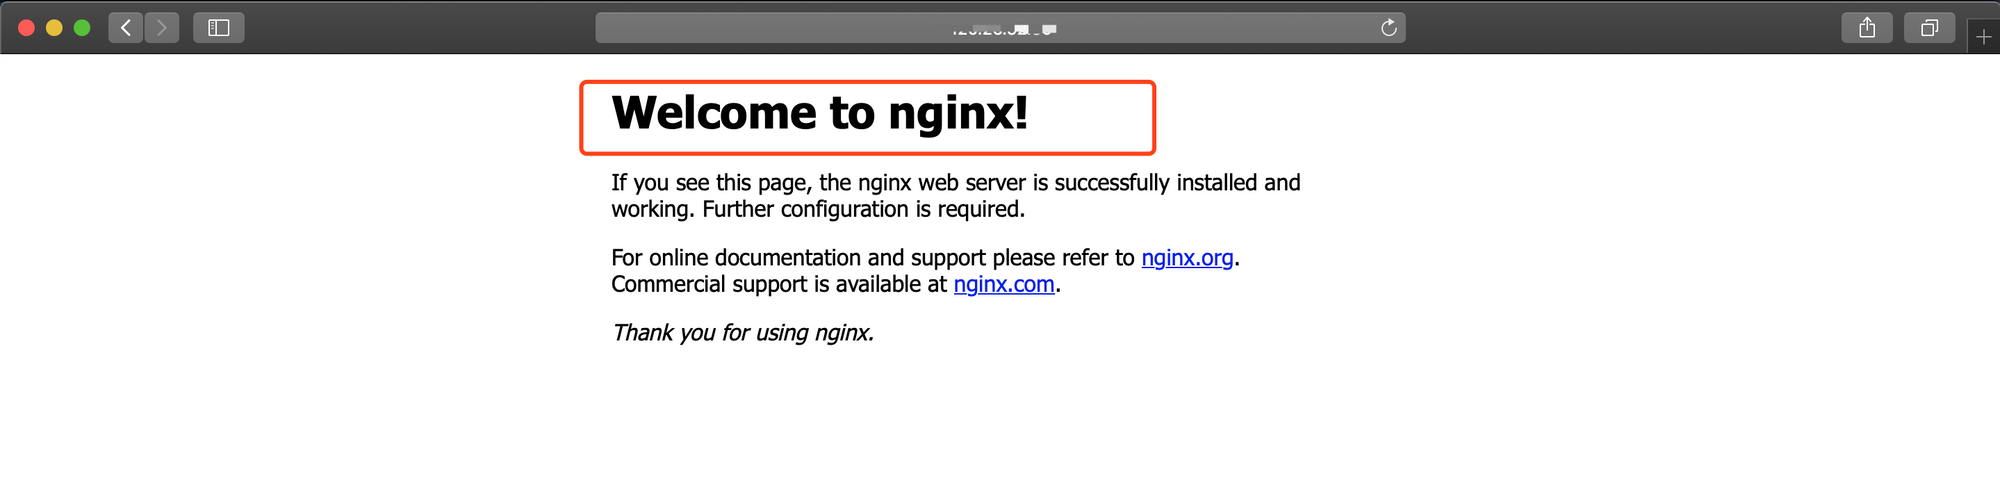 Welcome to nginx!
If you see this page, the nginx web server is successfully installed and
working. Further configuration is required.
For online documentation and support please refer to nginx.org.
Commercial support is available at nginx.com.
Thank you for using nginx.